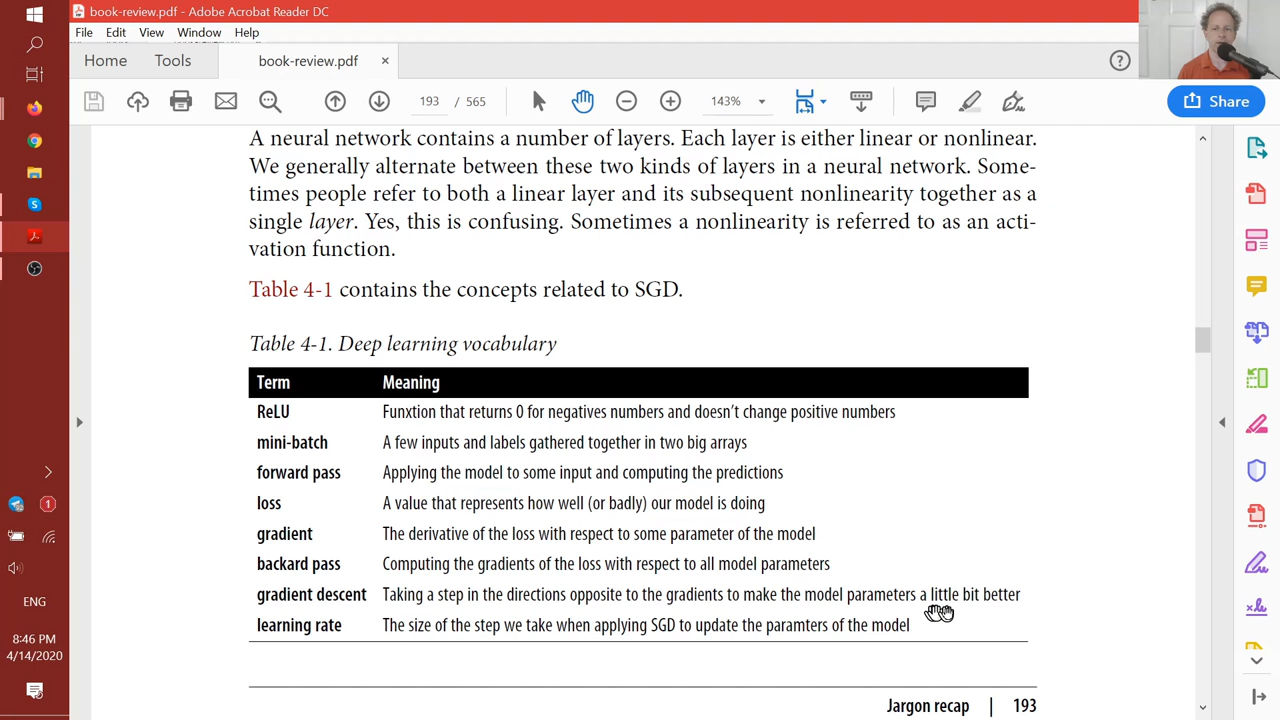 book-review.pdf - Adobe Acrobat Reader DC
File Edit View Window Help
Home Tools book-review.pdf ×
193 / 565 143% Share
A neural network contains a number of layers. Each layer is either linear or nonlinear.
We generally alternate between these two kinds of layers in a neural network. Some-
times people refer to both a linear layer and its subsequent nonlinearity together as a
single layer. Yes, this is confusing. Sometimes a nonlinearity is referred to as an acti-
vation function.
Table 4-1 contains the concepts related to SGD.
Table 4-1. Deep learning vocabulary
Term Meaning
ReLU Funxtion that returns 0 for negatives numbers and doesn't change positive numbers
mini-batch A few inputs and labels gathered together in two big arrays
forward pass Applying the model to some input and computing the predictions
loss A value that represents how well (or badly) our model is doing
gradient The derivative of the loss with respect to some parameter of the model
backard pass Computing the gradients of the loss with respect to all model parameters
gradient descent Taking a step in the directions opposite to the gradients to make the model parameters a little bit better
learning rate The size of the step we take when applying SGD to update the paramters of the model
Jargon recap | 193
1
ENG
8:46 PM
4/14/2020